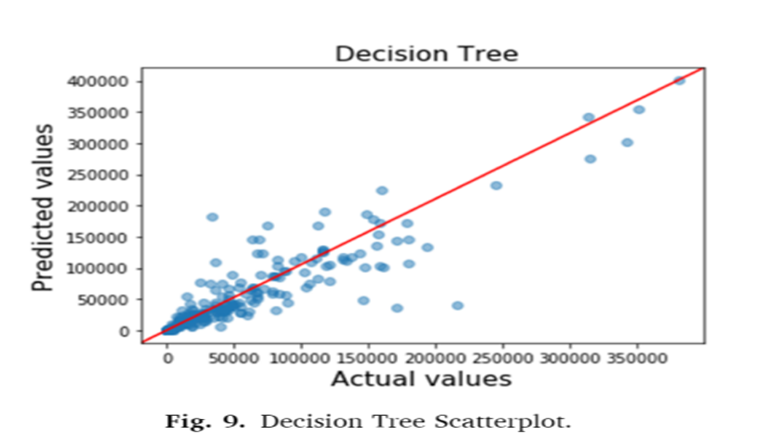 Decision Tree
400000
350000
300000
250000
200000
150000
100000
50000
0
Predicted values
0 50000 100000 150000 200000 250000 300000 350000
Actual values
Fig. 9. Decision Tree Scatterplot.